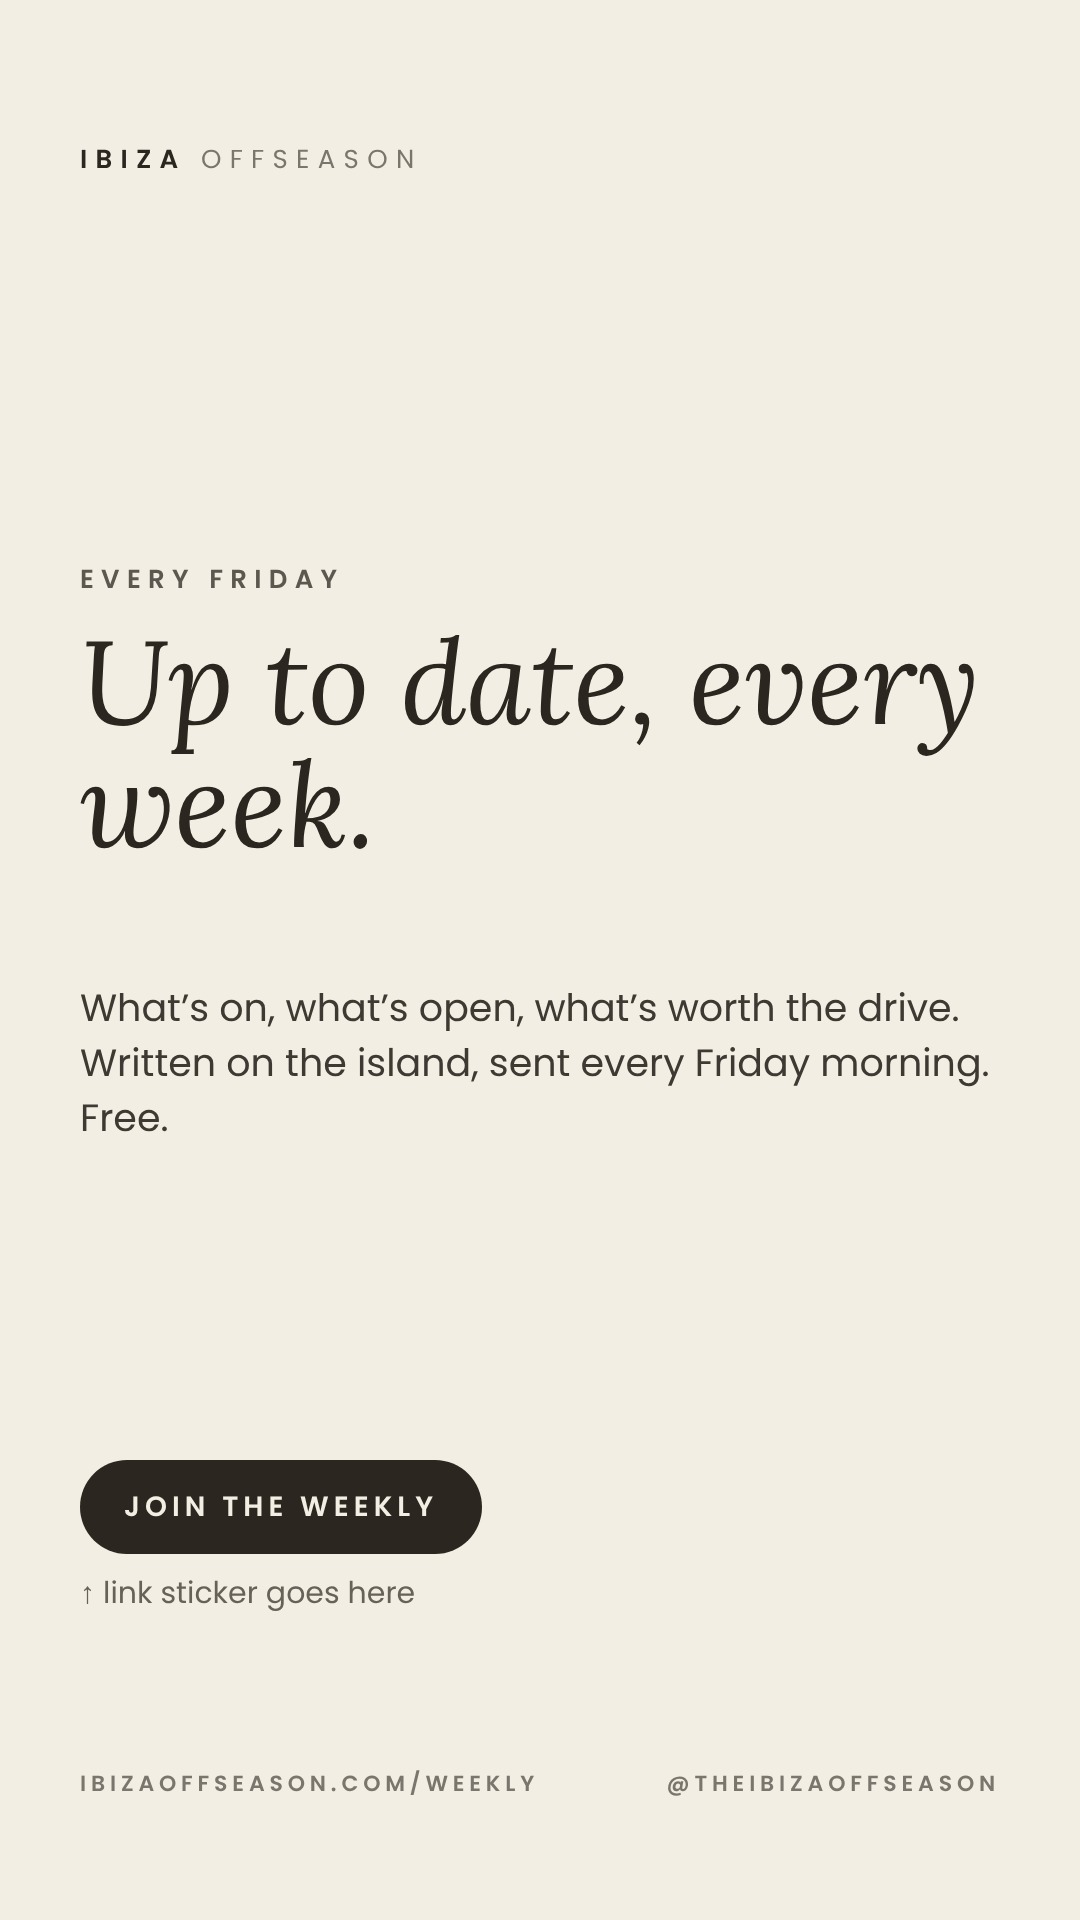 IBIZA OFFSEASON
EVERY FRIDAY
Up to date, every
week.
What’s on, what’s open, what’s worth the drive.
Written on the island, sent every Friday morning.
Free.
JOIN THE WEEKLY
↑ link sticker goes here
IBIZAOFFSEASON.COM/WEEKLY
@THEIBIZAOFFSEASON